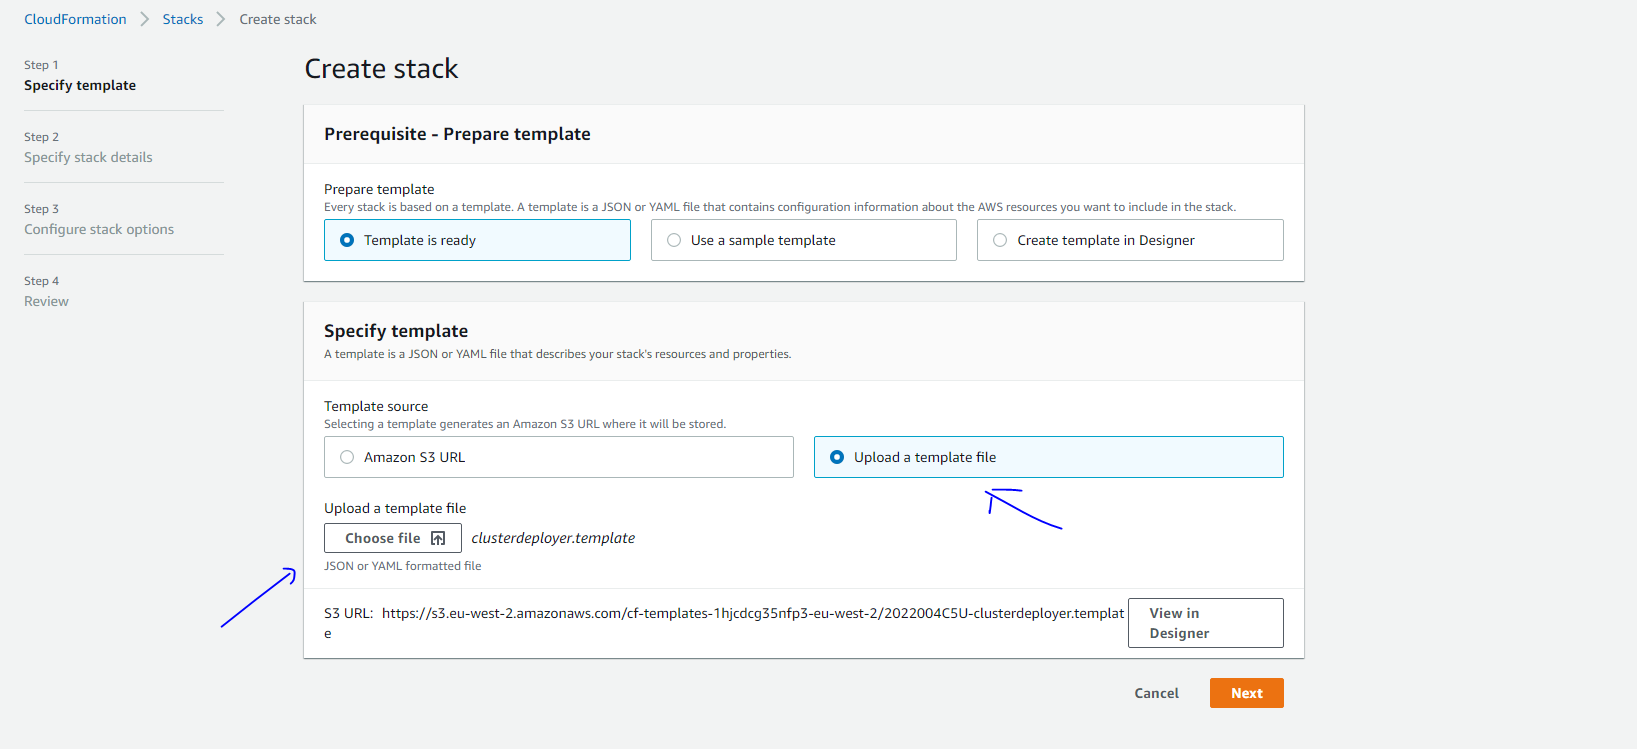 CloudFormation > Stacks > Create stack
Step 1
Specify template
Step 2
Specify stack details
Step 3
Configure stack options
Step 4
Review
Create stack
Prerequisite - Prepare template
Prepare template
Every stack is based on a template. A template is a JSON or YAML file that contains configuration information about the AWS resources you want to include in the stack.
Template is ready
Use a sample template
Create template in Designer
Specify template
A template is a JSON or YAML file that describes your stack's resources and properties.
Template source
Selecting a template generates an Amazon S3 URL where it will be stored.
Amazon S3 URL
Upload a template file
Upload a template file
Choose file clusterdeployer.template
JSON or YAML formatted file
S3 URL: https://s3.eu-west-2.amazonaws.com/cf-templates-1hjcdcg35nfp3-eu-west-2/2022004C5U-clusterdeployer.templat
e
View in
Designer
Cancel
Next